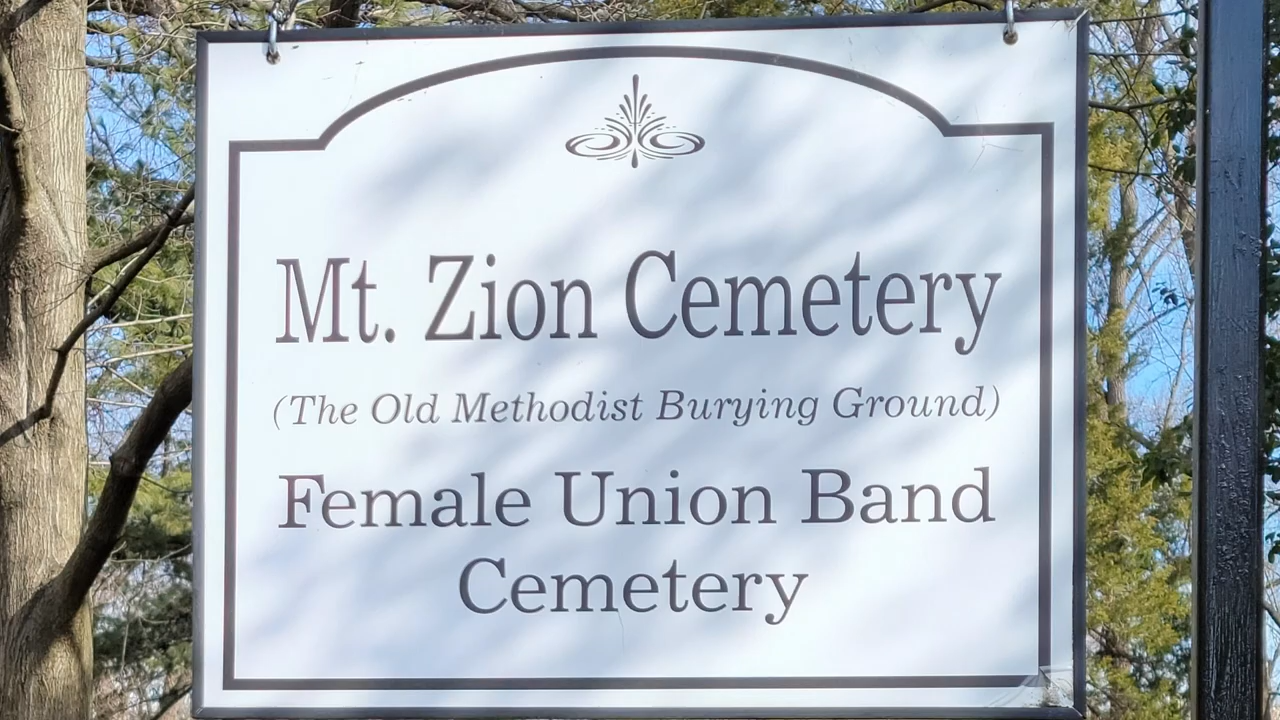 Mt. Zion Cemetery
(The Old Methodist Burying Ground)
Female Union Band
Cemetery